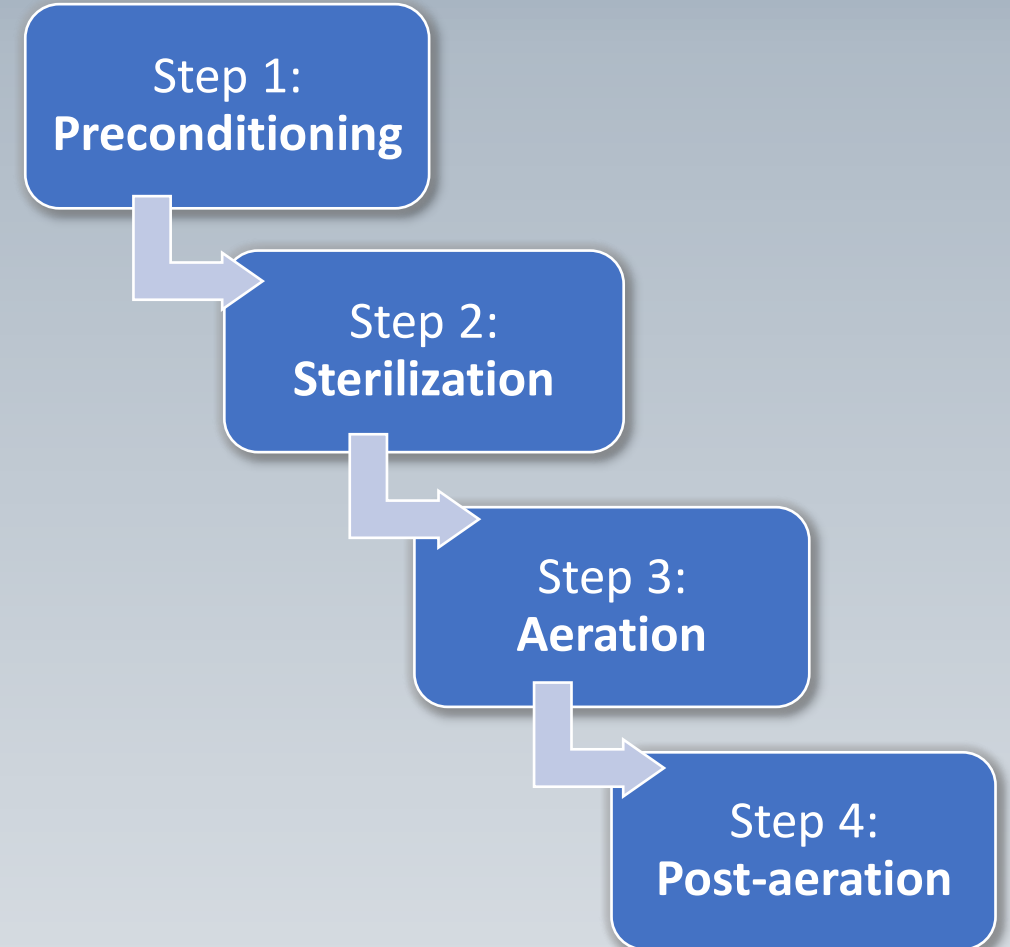 Step 1:
Preconditioning
Step 2:
Sterilization
Step 3:
Aeration
Step 4:
Post-aeration